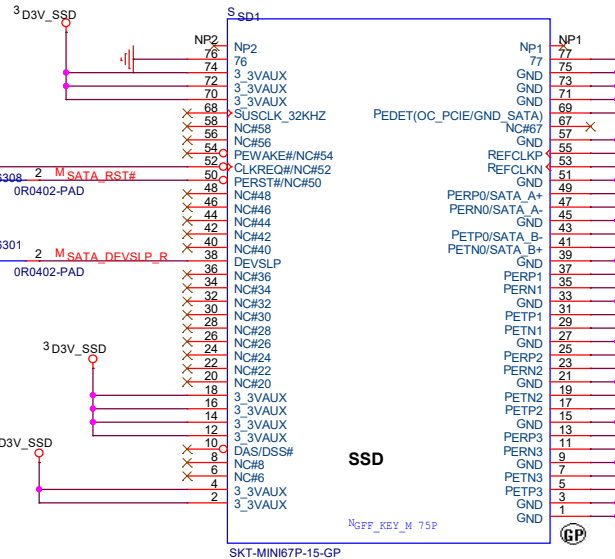 3D3V_SSD
SSD1
NP2 NP2 NP1 NP1
76 76 77 77
74 3_3VAUX GND 75
72 3_3VAUX GND 73
70 3_3VAUX GND 71
68 SUSCLK_32KHZ PEDET(OC_PCIE/GND_SATA) 69
58 NC#58 NC#67 67
56 NC#56 GND 57
54 PEWAKE#/NC#54 REFCLKP 55
52 CLKREQ#/NC#52 REFCLKN 53
S308 2 MSATA_RST# 50 PERST#/NC#50 GND 51
0R0402-PAD 48 NC#48 PERP0/SATA_A+ 49
46 NC#46 PERN0/SATA_A- 47
44 NC#44 GND 45
42 NC#42 PETP0/SATA_B- 43
S301 40 NC#40 PETN0/SATA_B+ 41
2 MSATA_DEVSLP_R 38 DEVSLP GND 39
0R0402-PAD 36 NC#36 PERP1 37
34 NC#34 PERN1 35
32 NC#32 GND 33
30 NC#30 PETP1 31
28 NC#28 PETN1 29
26 NC#26 GND 27
3D3V_SSD 24 NC#24 PERP2 25
22 NC#22 PERN2 23
20 NC#20 GND 21
18 3_3VAUX PETN2 19
16 3_3VAUX PETP2 17
14 3_3VAUX GND 15
12 3_3VAUX PERP3 13
D3V_SSD 10 DAS/DSS# PERN3 11
8 NC#8 SSD GND 9
6 NC#6 PETN3 7
4 3_3VAUX PETP3 5
2 3_3VAUX GND 3
NGFF_KEY_M 75P GND 1
GP
SKT-MINI67P-15-GP